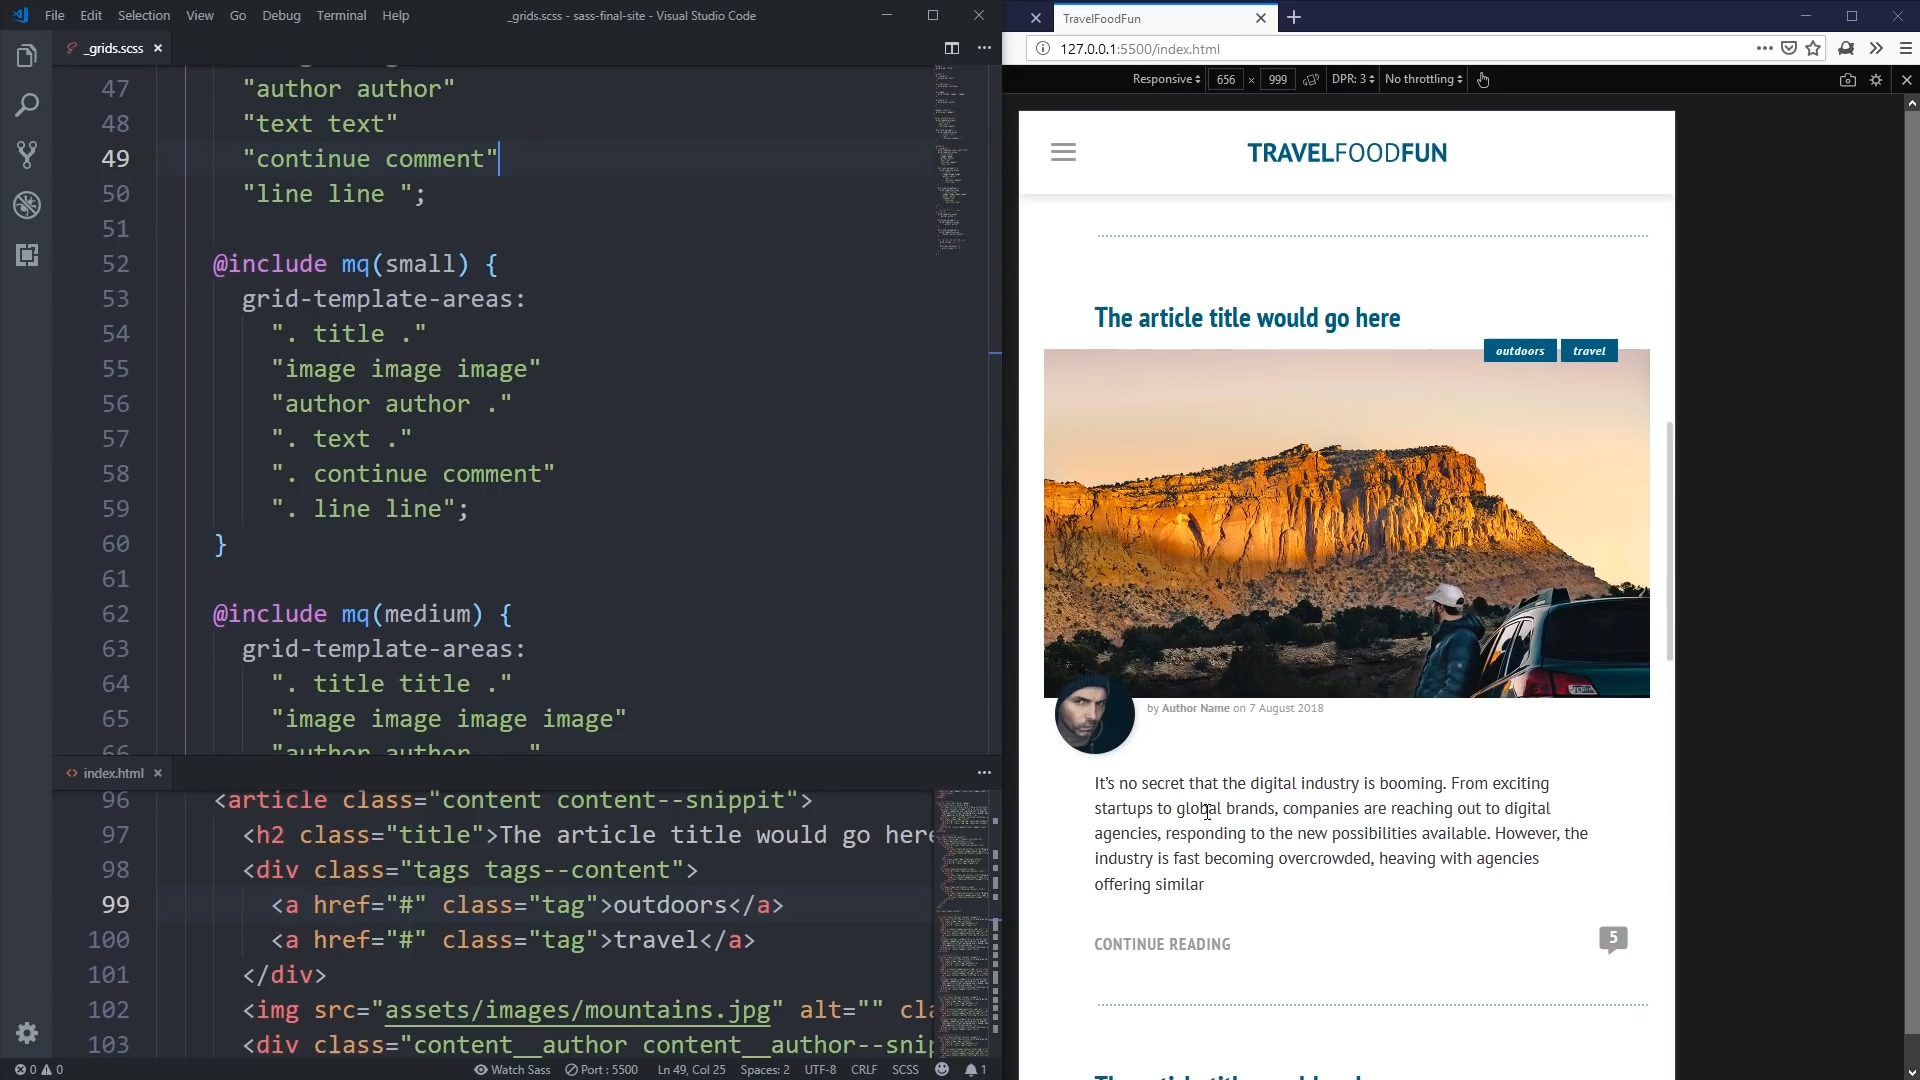 File Edit Selection View Go Debug Terminal Help
_grids.scss - sass-final-site - Visual Studio Code
_grids.scss
47 "author author"
48 "text text"
49 "continue comment"
50 "line line ";
51
52 @include mq(small) {
53 grid-template-areas:
54 ". title ."
55 "image image image"
56 "author author ."
57 ". text ."
58 ". continue comment"
59 ". line line";
60 }
61
62 @include mq(medium) {
63 grid-template-areas:
64 ". title title ."
65 "image image image image"
66 "author author . ."
index.html
96 <article class="content content--snippit">
97 <h2 class="title">The article title would go here
98 <div class="tags tags--content">
99 <a href="#" class="tag">outdoors</a>
100 <a href="#" class="tag">travel</a>
101 </div>
102 <img src="assets/images/mountains.jpg" alt="" cla
103 <div class="content__author content__author--snip
0 0 Watch Sass Port : 5500 Ln 49, Col 25 Spaces: 2 UTF-8 CRLF SCSS 1
TravelFoodFun
127.0.0.1:5500/index.html
Responsive 656 × 999 DPR: 3 No throttling
TRAVELFOODFUN
The article title would go here
outdoors travel
by Author Name on 7 August 2018
It's no secret that the digital industry is booming. From exciting
startups to global brands, companies are reaching out to digital
agencies, responding to the new possibilities available. However, the
industry is fast becoming overcrowded, heaving with agencies
offering similar
CONTINUE READING
5